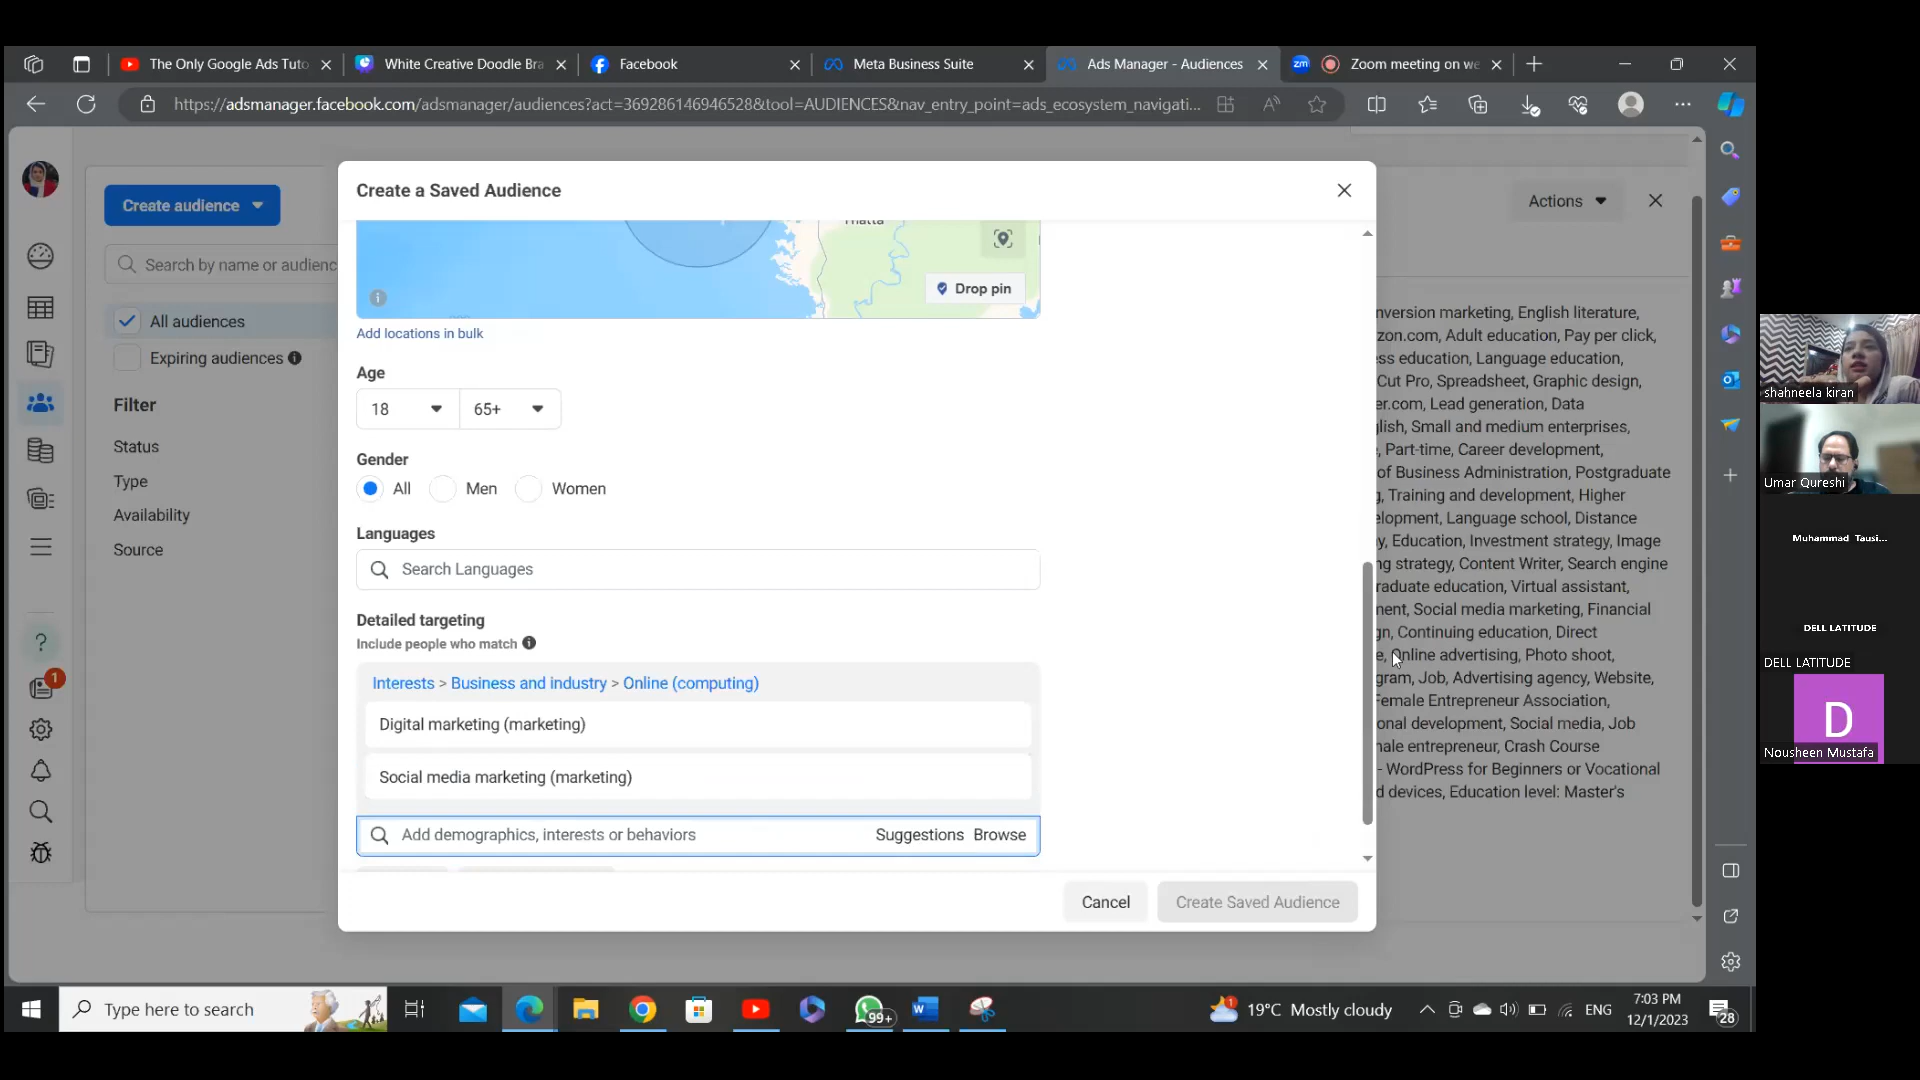 The Only Google Ads Tuto
White Creative Doodle Bra
Facebook
Meta Business Suite
Ads Manager - Audiences
zm
Zoom meeting on we
https://adsmanager.facebook.com/adsmanager/audiences?act=369286146946528&tool=AUDIENCES&nav_entry_point=ads_ecosystem_navigati...
Create audience
Search by name or audienc
All audiences
Expiring audiences
Filter
Status
Type
Availability
Source
?
1
Create a Saved Audience
Thatta
Drop pin
Add locations in bulk
Age
18
65+
Gender
All
Men
Women
Languages
Search Languages
Detailed targeting
Include people who match
Interests > Business and industry > Online (computing)
Digital marketing (marketing)
Social media marketing (marketing)
Add demographics, interests or behaviors
Suggestions
Browse
Cancel
Create Saved Audience
Actions
nversion marketing, English literature,
zon.com, Adult education, Pay per click,
ss education, Language education,
Cut Pro, Spreadsheet, Graphic design,
er.com, Lead generation, Data
glish, Small and medium enterprises,
, Part-time, Career development,
of Business Administration, Postgraduate
g, Training and development, Higher
elopment, Language school, Distance
y, Education, Investment strategy, Image
ng strategy, Content Writer, Search engine
raduate education, Virtual assistant,
ment, Social media marketing, Financial
gn, Continuing education, Direct
e, Online advertising, Photo shoot,
gram, Job, Advertising agency, Website,
Female Entrepreneur Association,
onal development, Social media, Job
nale entrepreneur, Crash Course
- WordPress for Beginners or Vocational
d devices, Education level: Master's
shahneela kiran
Umar Qureshi
Muhammad Tausi...
DELL LATITUDE
DELL LATITUDE
D
Nousheen Mustafa
Type here to search
99+
19°C Mostly cloudy
ENG
7:03 PM
12/1/2023
28